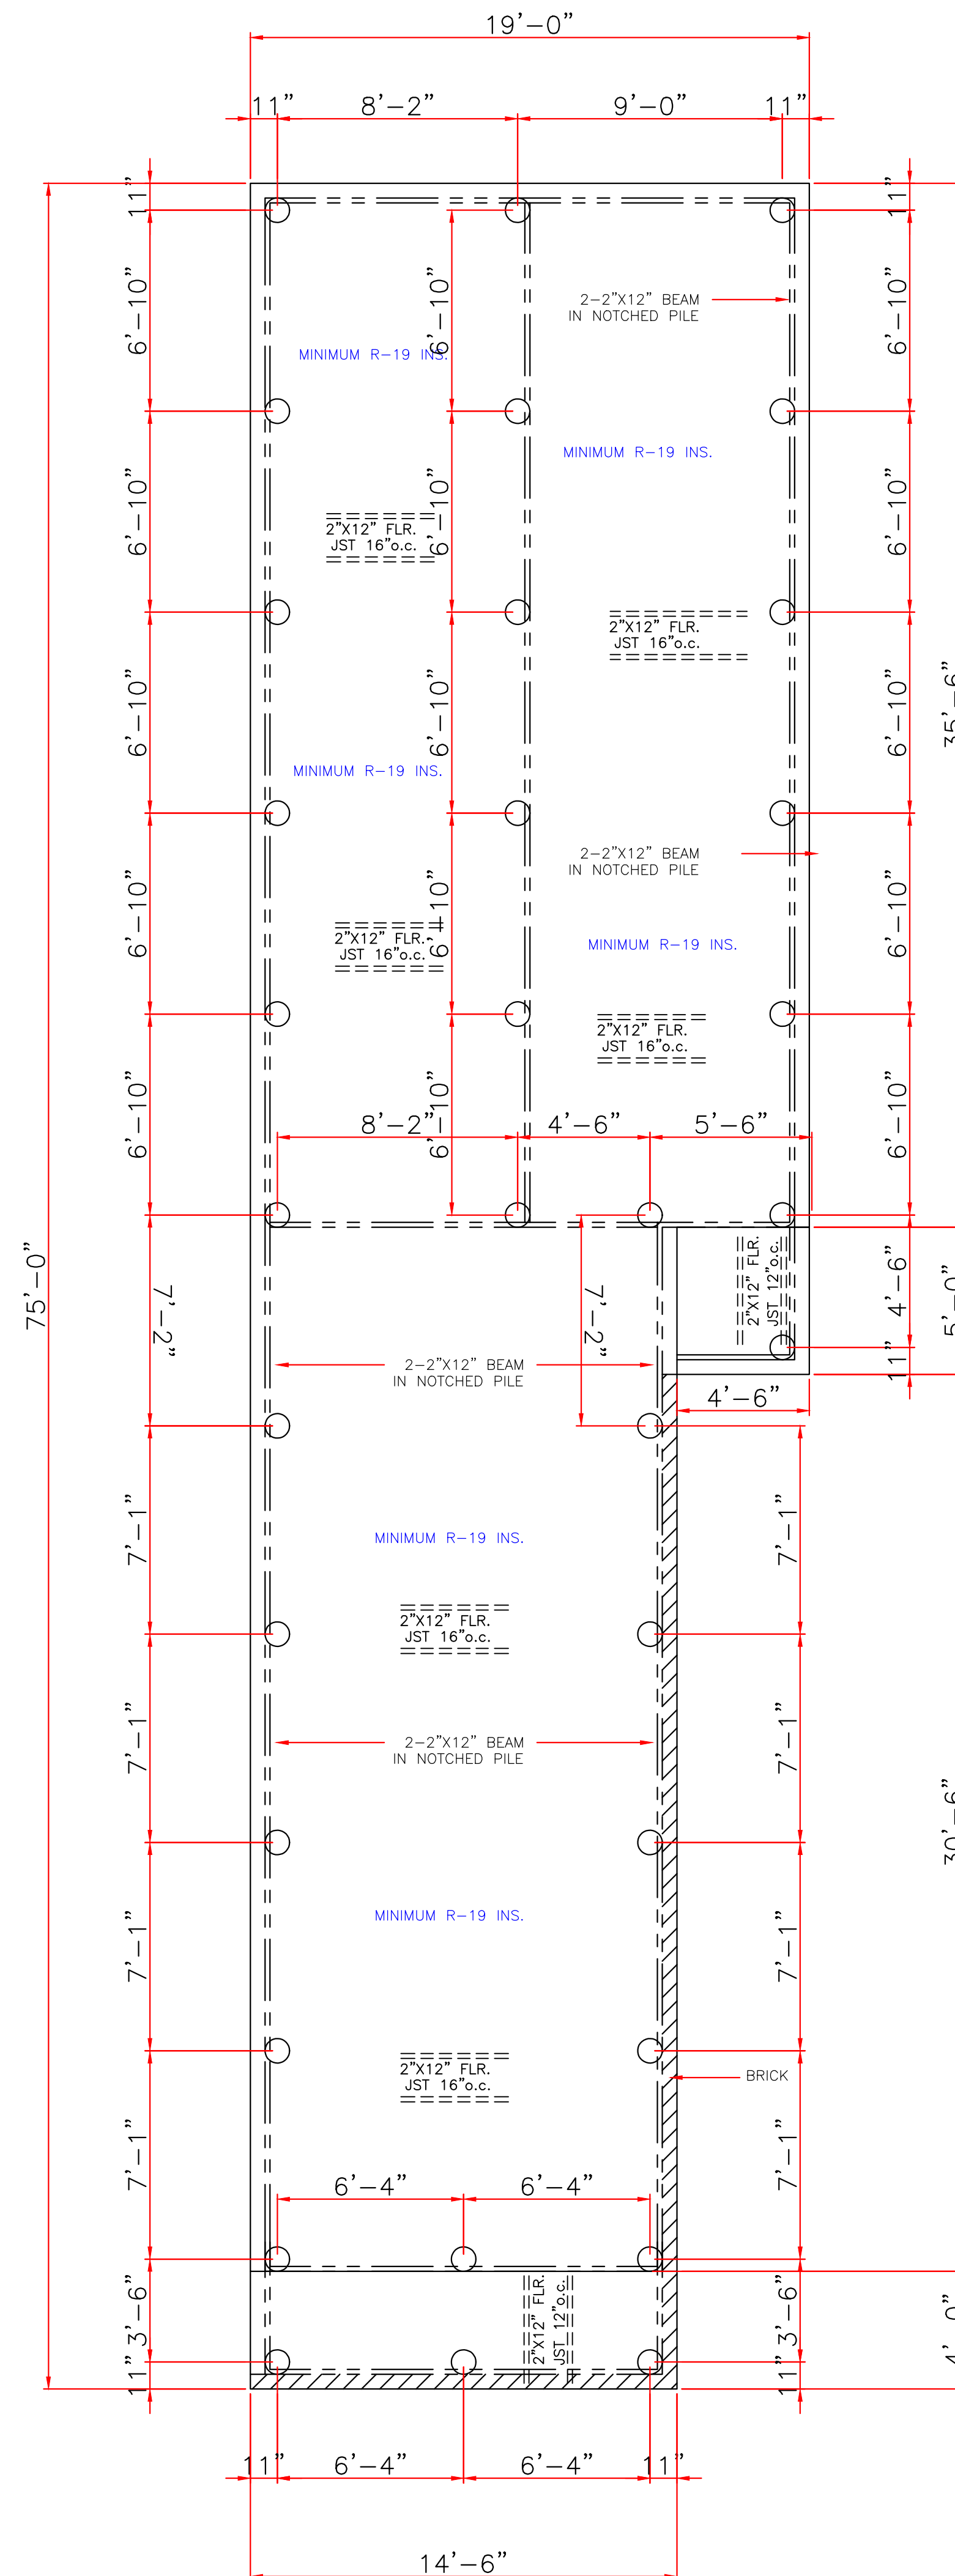 19'-0"
11" 8'-2" 9'-0" 11"
11" 11"
6'-10" 6'-10" 6'-10"
2-2"X12" BEAM
IN NOTCHED PILE
MINIMUM R-19 INS.
MINIMUM R-19 INS.
6'-10" 6'-10" 6'-10"
2"X12" FLR.
JST 16"o.c.
2"X12" FLR.
JST 16"o.c.
35'-6"
6'-10" 6'-10" 6'-10"
MINIMUM R-19 INS.
2-2"X12" BEAM
IN NOTCHED PILE
6'-10" 6'-10" 6'-10"
2"X12" FLR.
JST 16"o.c.
MINIMUM R-19 INS.
2"X12" FLR.
JST 16"o.c.
6'-10" 6'-10" 6'-10"
8'-2" 4'-6" 5'-6"
75'-0"
7'-2" 7'-2"
2"X12" FLR.
JST 12"o.c.
4'-6"
5'-0"
11"
2-2"X12" BEAM
IN NOTCHED PILE
4'-6"
7'-1" 7'-1"
MINIMUM R-19 INS.
2"X12" FLR.
JST 16"o.c.
7'-1" 7'-1"
2-2"X12" BEAM
IN NOTCHED PILE
30'-6"
7'-1" 7'-1"
MINIMUM R-19 INS.
2"X12" FLR.
JST 16"o.c.
BRICK
7'-1" 7'-1"
6'-4" 6'-4"
3'-6" 3'-6"
2"X12" FLR.
JST 12"o.c.
4'-0"
11" 11"
11" 6'-4" 6'-4" 11"
14'-6"